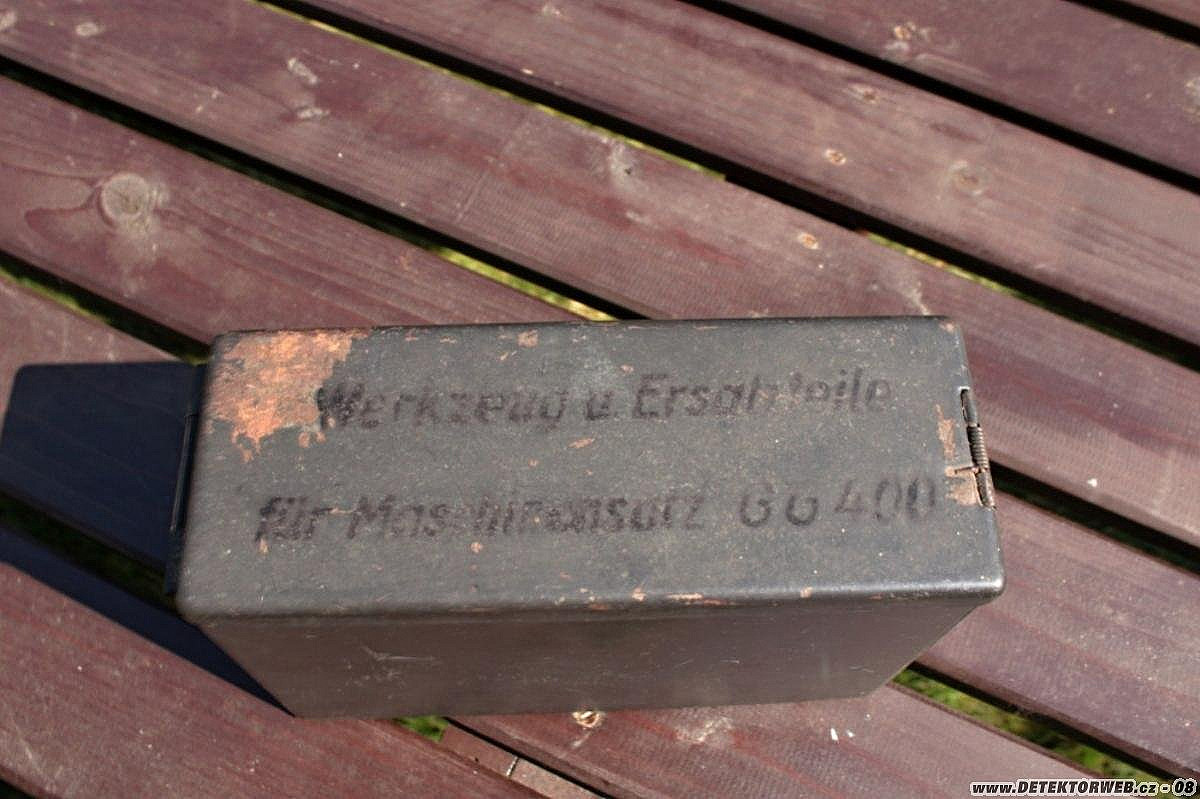 Werkzeug u. Ersatzteile
für Maschinensatz GG 400
www.DETEKTORWEB.cz - 08